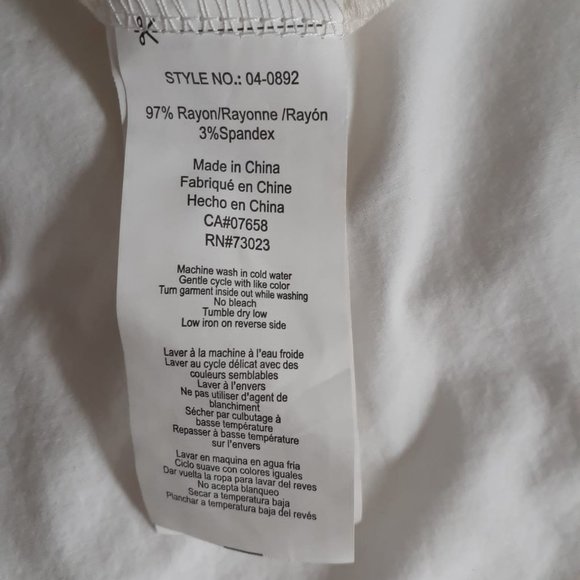 STYLE NO.: 04-0892
97% Rayon/Rayonne /Rayón
3%Spandex
Made in China
Fabriqué en Chine
Hecho en China
CA#07658
RN#73023
Machine wash in cold water
Gentle cycle with like color
Turn garment inside out while washing
No bleach
Tumble dry low
Low iron on reverse side
Laver à la machine à l'eau froide
Laver au cycle délicat avec des
couleurs semblables
Laver à l'envers
Ne pas utiliser d'agent de
blanchiment
Sécher par culbutage à
basse température
Repasser à basse température
sur l'envers
Lavar en maquina en agua fria
Ciclo suave con colores iguales
Dar vuelta la ropa para lavar del reves
No acepta blanqueo
Secar a temperatura baja
Planchar a temperatura baja del revés